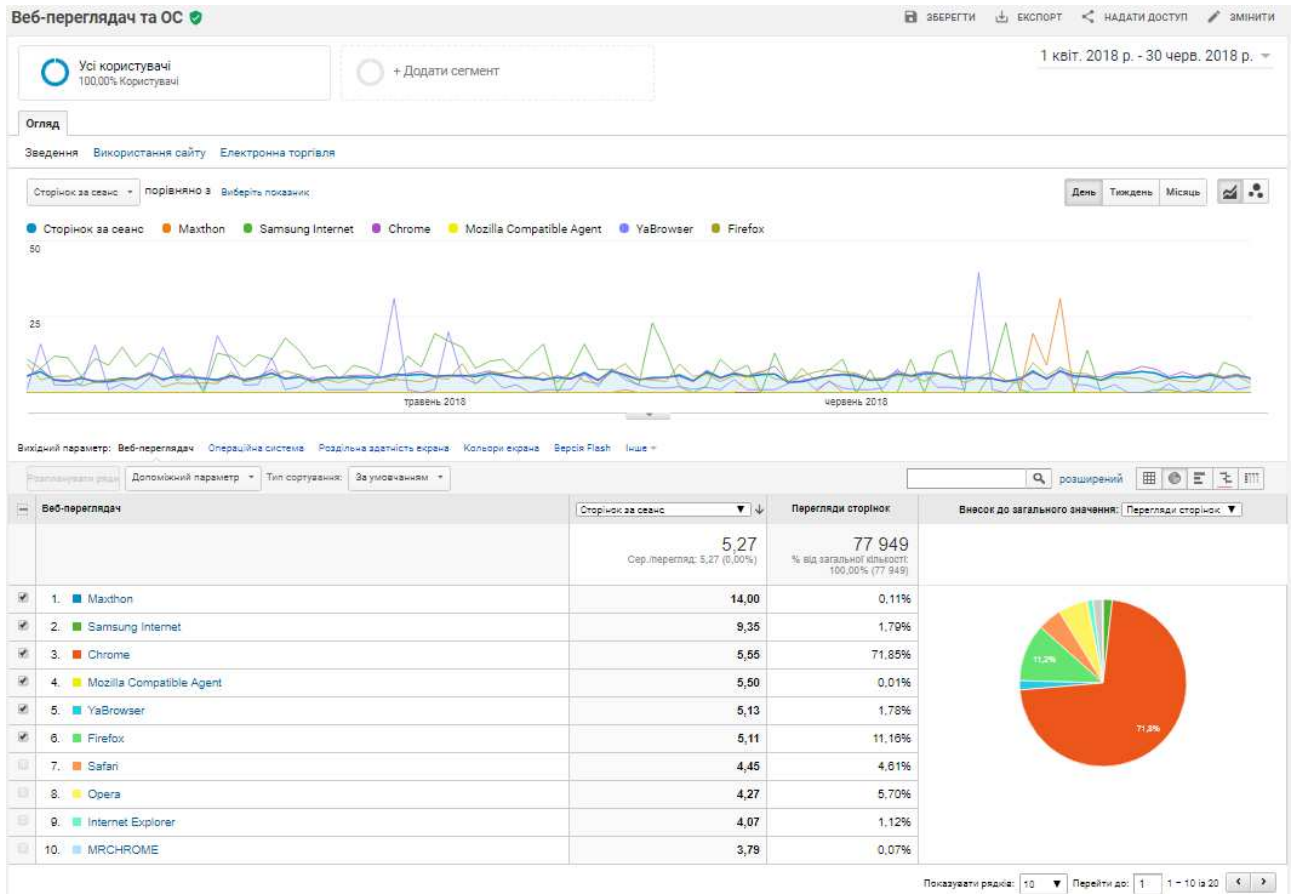 Веб-переглядач та ОС
ЗБЕРЕГТИ ЕКСПОРТ НАДАТИ ДОСТУП ЗМІНИТИ
1 квіт. 2018 р. - 30 черв. 2018 р.
Усі користувачі
100,00% Користувачі
+ Додати сегмент
Огляд
Зведення Використання сайту Електронна торгівля
Сторінок за сеанс порівняно з Виберіть показник
День Тиждень Місяць
Сторінок за сеанс Maxthon Samsung Internet Chrome Mozilla Compatible Agent YaBrowser Firefox
50
25
травень 2018 червень 2018
Вихідний параметр: Веб-переглядач Операційна система Роздільна здатність екрана Кольори екрана Версія Flash Інше
Допоміжний параметр Тип сортування: За умовчанням розширений
Веб-переглядач Сторінок за сеанс Перегляди сторінок Внесок до загального значення: Перегляди сторінок
5,27 77 949
Сер./перегляд: 5,27 (0,00%) % від загальної кількості: 100,00% (77 949)
1. Maxthon 14,00 0,11%
2. Samsung Internet 9,35 1,79%
3. Chrome 5,55 71,85%
4. Mozilla Compatible Agent 5,50 0,01%
5. YaBrowser 5,13 1,78%
6. Firefox 5,11 11,16%
7. Safari 4,45 4,61%
8. Opera 4,27 5,70%
9. Internet Explorer 4,07 1,12%
10. MRCHROME 3,79 0,07%
11,2%
71,8%
Показувати рядків: 10 Перейти до: 1 1 – 10 із 20